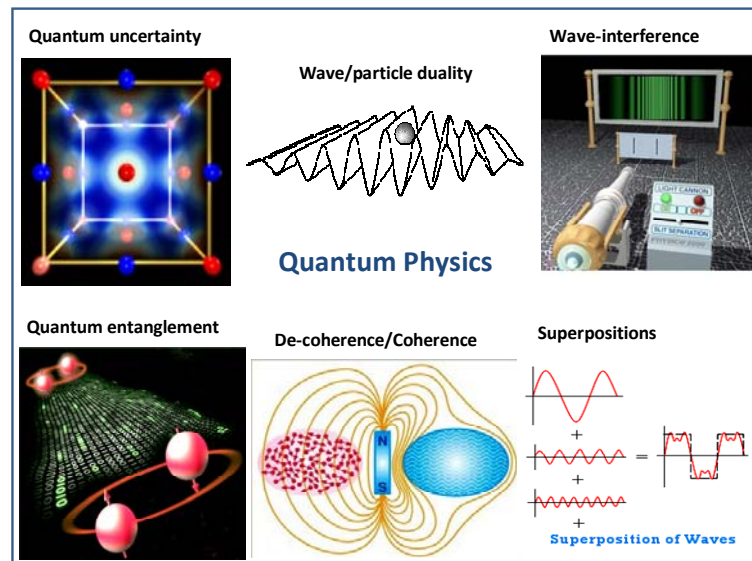 Quantum uncertainty
Wave/particle duality
Wave-interference
LIGHT CANNON
OFF
SLIT SEPARATION
Quantum Physics
Quantum entanglement
De-coherence/Coherence
Superpositions
N
S
+
+
=
+
Superposition of Waves